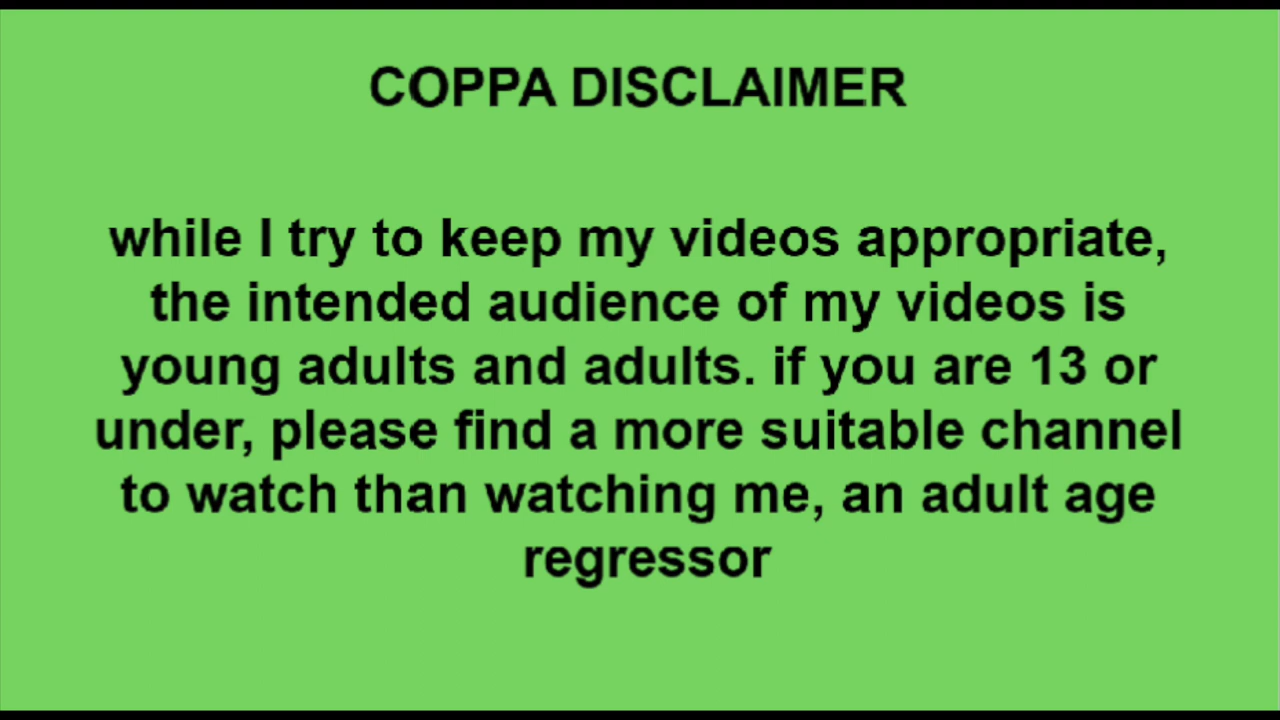 COPPA DISCLAIMER
while I try to keep my videos appropriate,
the intended audience of my videos is
young adults and adults. if you are 13 or
under, please find a more suitable channel
to watch than watching me, an adult age
regressor